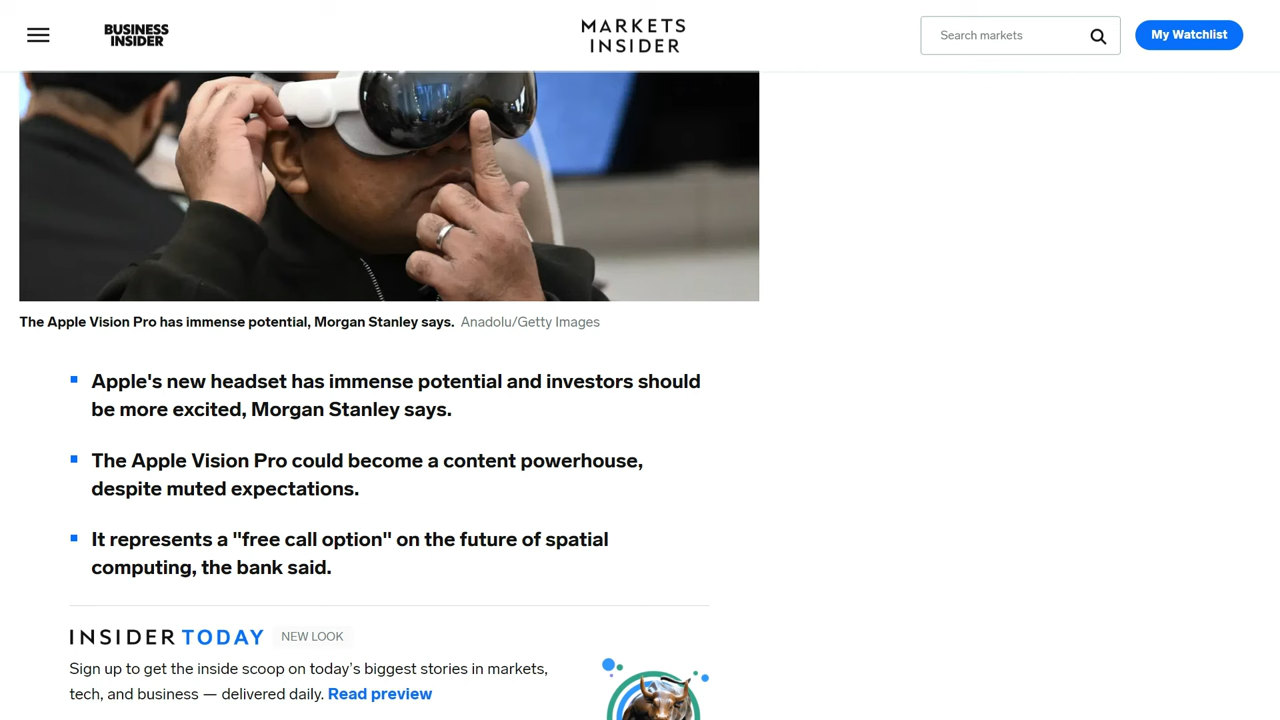 BUSINESS
INSIDER
MARKETS
INSIDER
Search markets
My Watchlist
The Apple Vision Pro has immense potential, Morgan Stanley says. Anadolu/Getty Images
Apple's new headset has immense potential and investors should
be more excited, Morgan Stanley says.
The Apple Vision Pro could become a content powerhouse,
despite muted expectations.
It represents a "free call option" on the future of spatial
computing, the bank said.
INSIDER TODAY NEW LOOK
Sign up to get the inside scoop on today’s biggest stories in markets,
tech, and business — delivered daily. Read preview